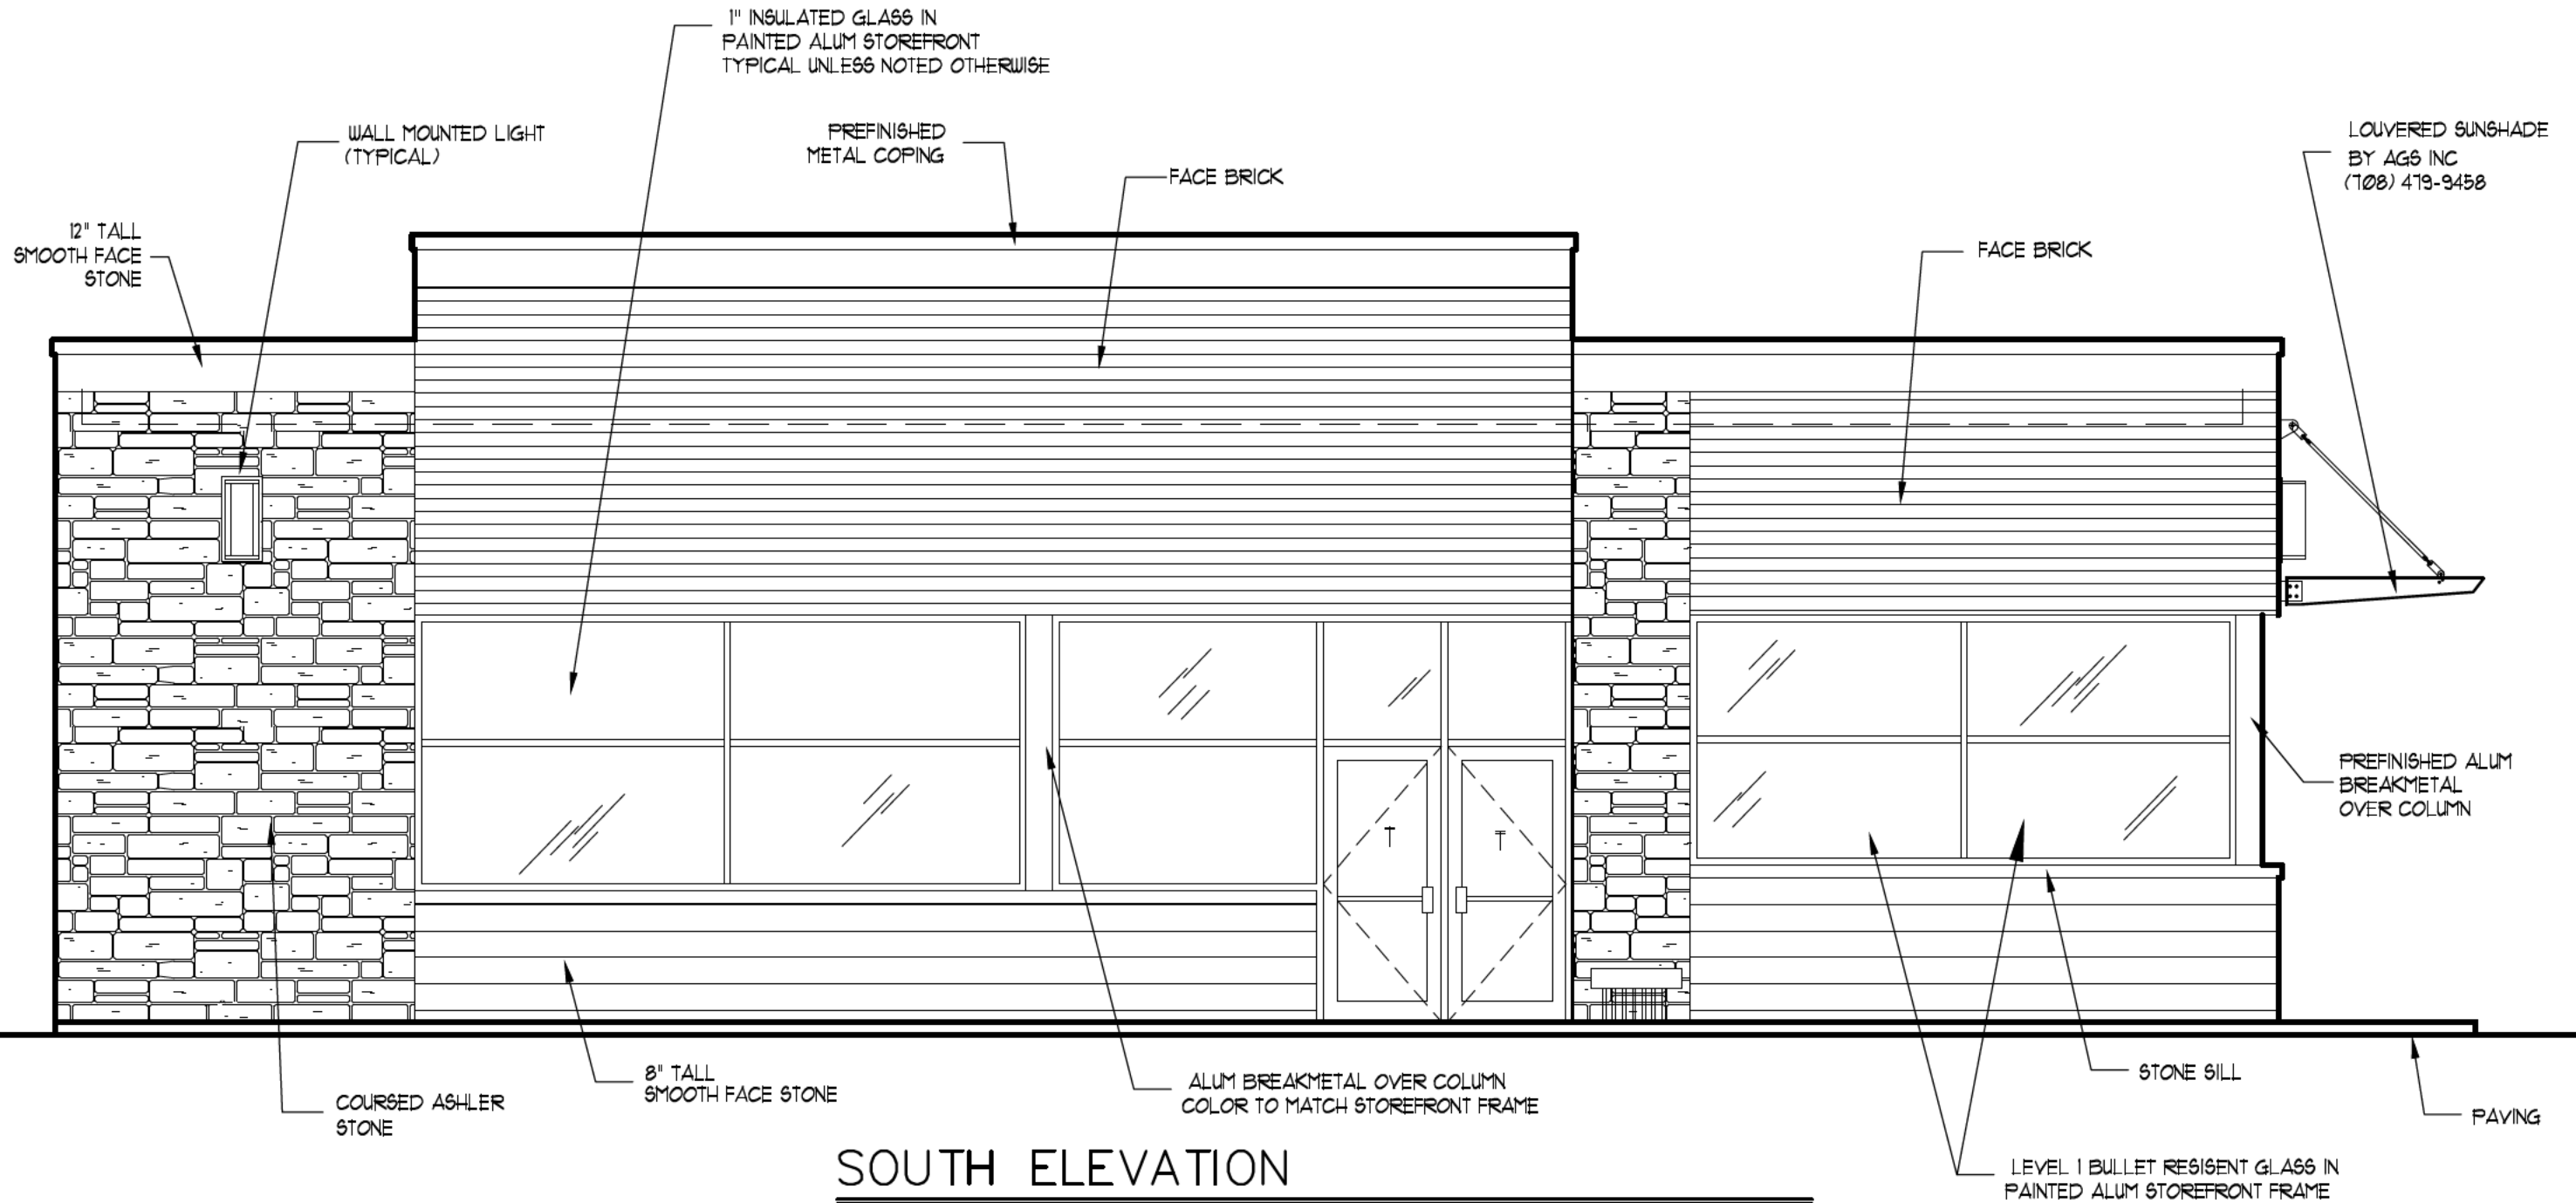 1" INSULATED GLASS IN
PAINTED ALUM STOREFRONT
TYPICAL UNLESS NOTED OTHERWISE
WALL MOUNTED LIGHT
(TYPICAL)
PREFINISHED
METAL COPING
FACE BRICK
LOUVERED SUNSHADE
BY AGS INC
(708) 479-9458
12" TALL
SMOOTH FACE
STONE
FACE BRICK
PREFINISHED ALUM
BREAKMETAL
OVER COLUMN
T
T
8" TALL
SMOOTH FACE STONE
ALUM BREAKMETAL OVER COLUMN
COLOR TO MATCH STOREFRONT FRAME
STONE SILL
COURSED ASHLER
STONE
PAVING
SOUTH ELEVATION
LEVEL 1 BULLET RESISENT GLASS IN
PAINTED ALUM STOREFRONT FRAME